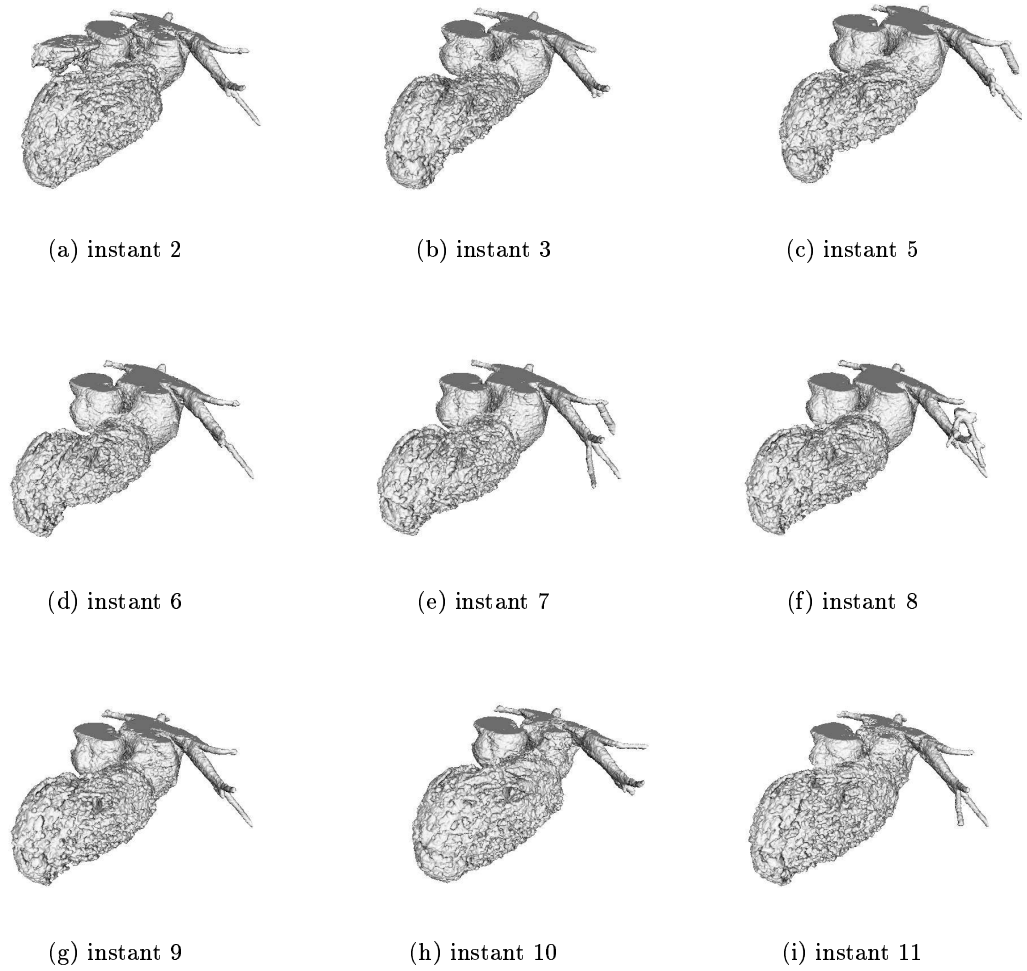 (a) instant 2
(b) instant 3
(c) instant 5
(d) instant 6
(e) instant 7
(f) instant 8
(g) instant 9
(h) instant 10
(i) instant 11